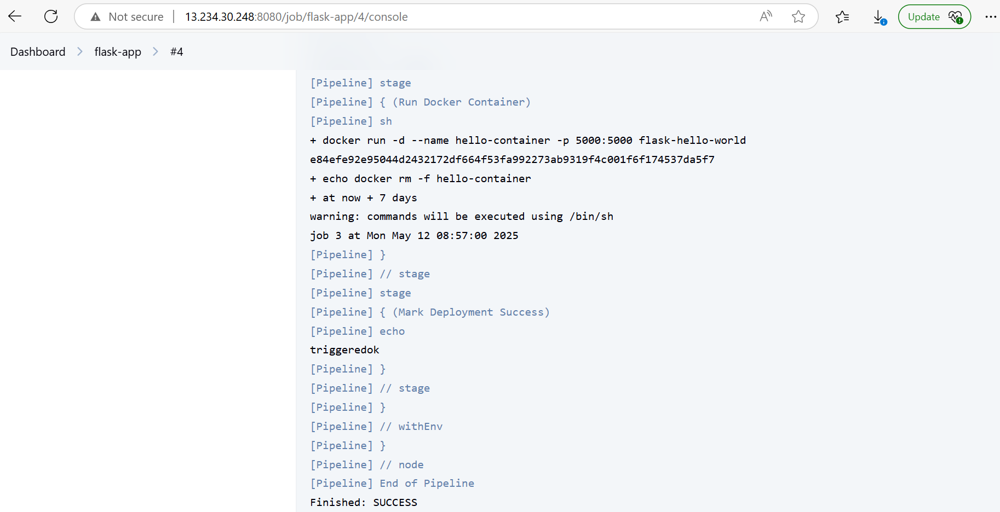 Not secure | 13.234.30.248:8080/job/flask-app/4/console A Update
Dashboard > flask-app > #4
[Pipeline] stage
[Pipeline] { (Run Docker Container)
[Pipeline] sh
+ docker run -d --name hello-container -p 5000:5000 flask-hello-world
e84efe92e95044d2432172df664f53fa992273ab9319f4c001f6f174537da5f7
+ echo docker rm -f hello-container
+ at now + 7 days
warning: commands will be executed using /bin/sh
job 3 at Mon May 12 08:57:00 2025
[Pipeline] }
[Pipeline] // stage
[Pipeline] stage
[Pipeline] { (Mark Deployment Success)
[Pipeline] echo
triggeredok
[Pipeline] }
[Pipeline] // stage
[Pipeline] }
[Pipeline] // withEnv
[Pipeline] }
[Pipeline] // node
[Pipeline] End of Pipeline
Finished: SUCCESS